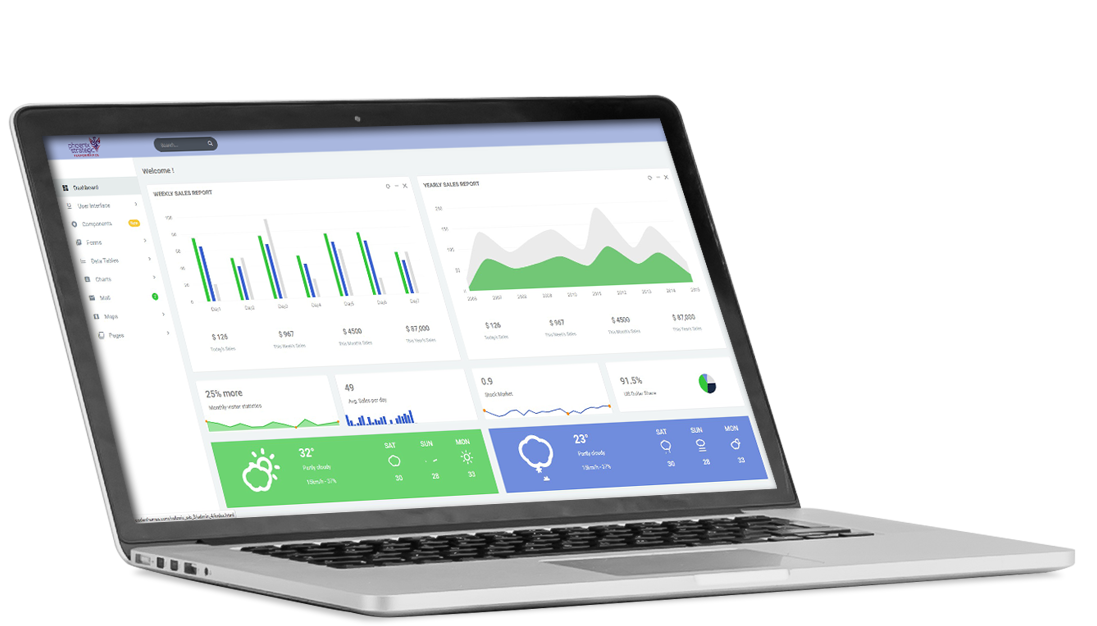 phoenix
strategic
Search...
Welcome !
Dashboard
User Interface
Components
Forms
Data Tables
Charts
Mail
Maps
Pages
WEEKLY SALES REPORT
Day1 Day2 Day3 Day4 Day5 Day6 Day7
$ 126 $ 967 $ 4500 $ 87,000
Today's Sales This Week's Sales This Month's Sales This Year's Sales
YEARLY SALES REPORT
2006 2007 2008 2009 2010 2011 2012 2013 2014 2015
$ 126 $ 967 $ 4500 $ 87,000
Today's Sales This Week's Sales This Month's Sales This Year's Sales
25% more
Monthly visitor statistics
49
Avg. Sales per day
0.9
Stock Market
91.5%
US Dollar Share
32°
Partly cloudy
15km/h - 37%
SAT SUN MON
30 28 33
23°
Partly cloudy
15km/h - 37%
SAT SUN MON
30 28 33